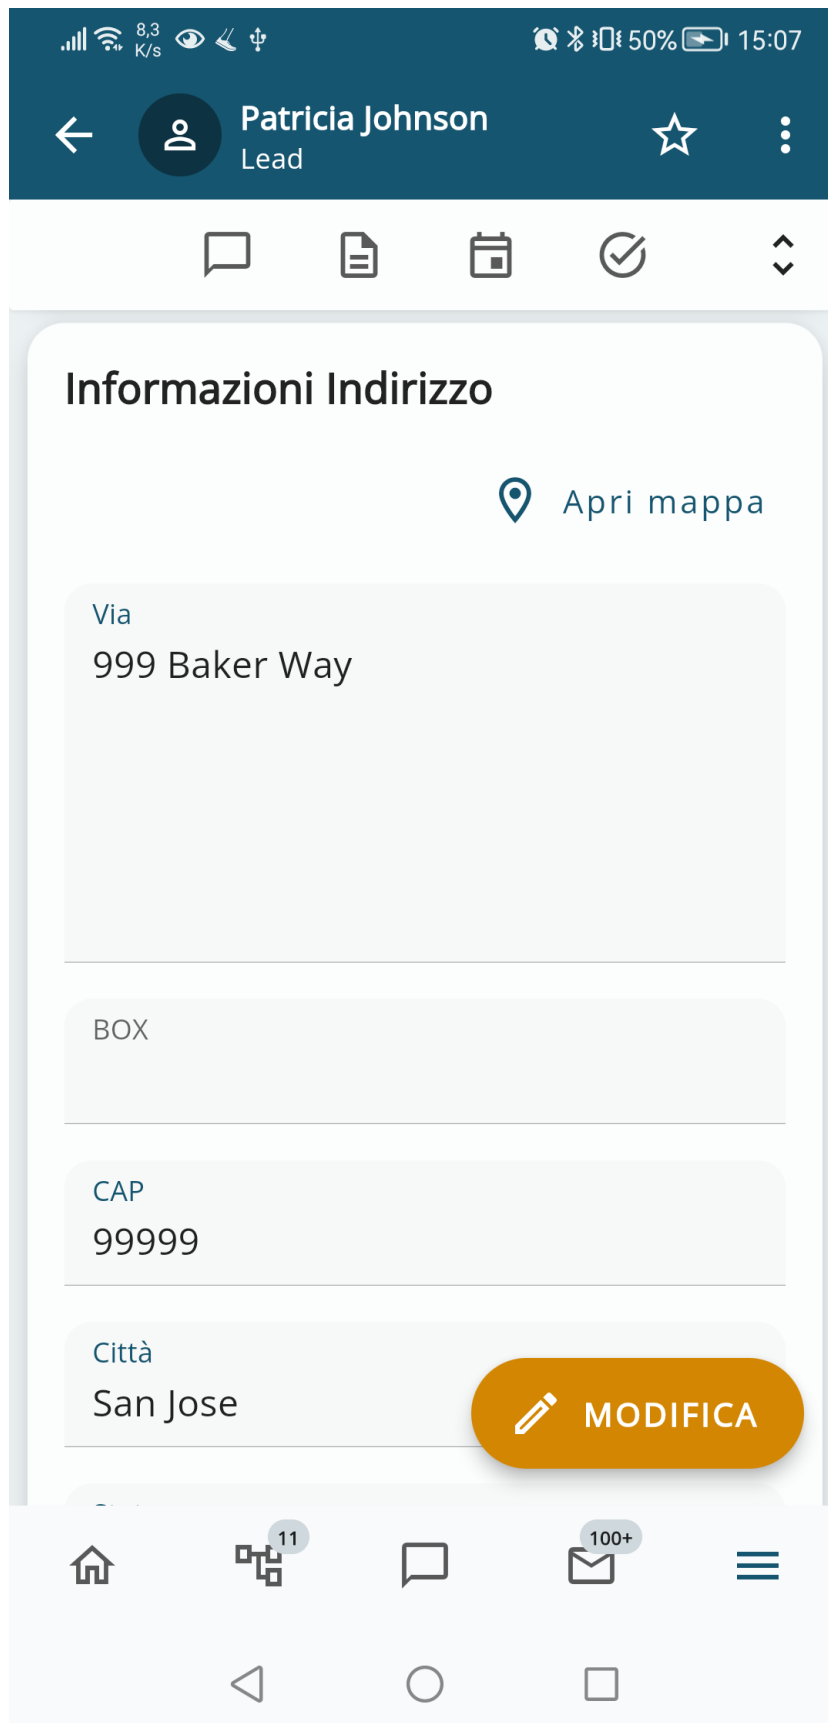 8,3
K/s
50%
15:07
Patricia Johnson
Lead
Informazioni Indirizzo
Apri mappa
Via
999 Baker Way
BOX
CAP
99999
Città
San Jose
MODIFICA
11
100+